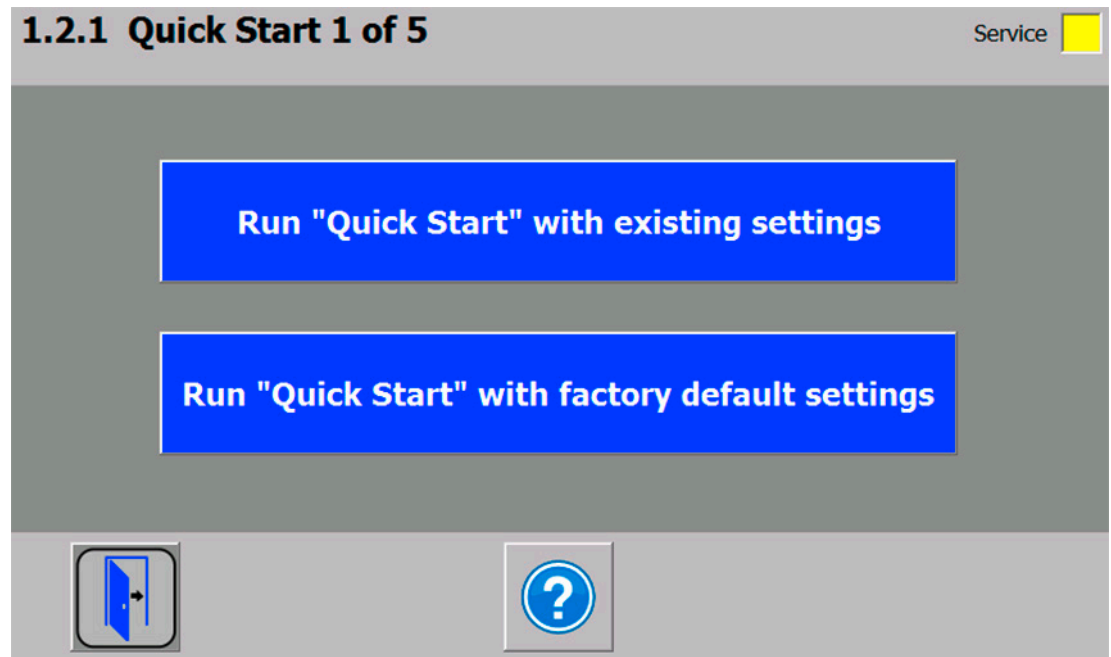 1.2.1 Quick Start 1 of 5
Service
Run "Quick Start" with existing settings
Run "Quick Start" with factory default settings
?